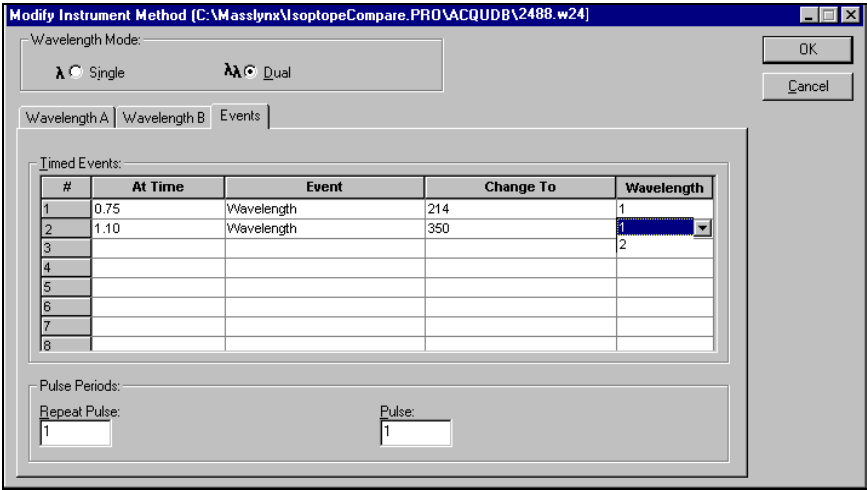 Modify Instrument Method (C:\Masslynx\IsoptopeCompare.PRO\ACQUDB\2488.w24]
Wavelength Mode:
λ Single λλ Dual
OK
Cancel
Wavelength A Wavelength B Events
Timed Events:
# At Time Event Change To Wavelength
1 0.75 Wavelength 214 1
2 1.10 Wavelength 350 1
3 2
4
5
6
7
8
Pulse Periods:
Repeat Pulse: Pulse:
1 1